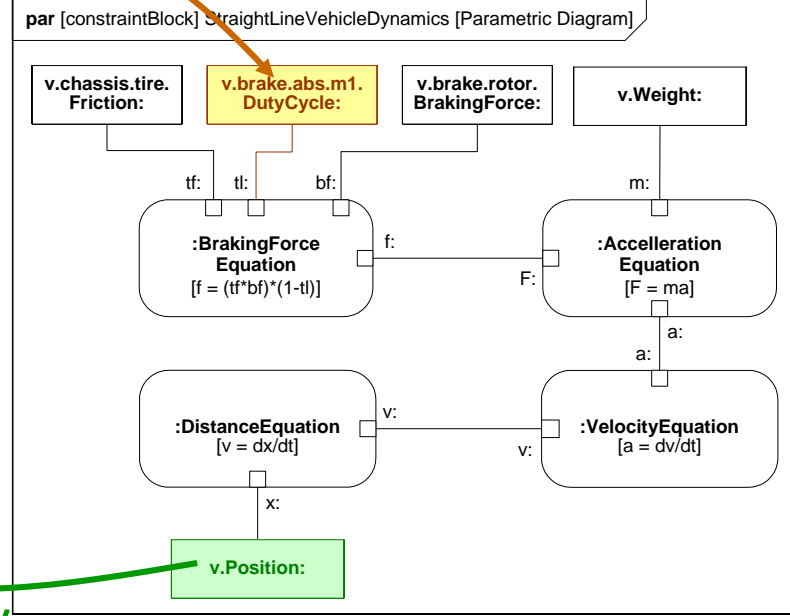 par [constraintBlock] StraightLineVehicleDynamics [Parametric Diagram]
v.chassis.tire.
Friction:
v.brake.abs.m1.
DutyCycle:
v.brake.rotor.
BrakingForce:
v.Weight:
tf:
tl:
bf:
m:
:BrakingForce
Equation
[f = (tf*bf)*(1-tl)]
f:
F:
:Accelleration
Equation
[F = ma]
a:
a:
:DistanceEquation
[v = dx/dt]
v:
v:
:VelocityEquation
[a = dv/dt]
x:
v.Position: